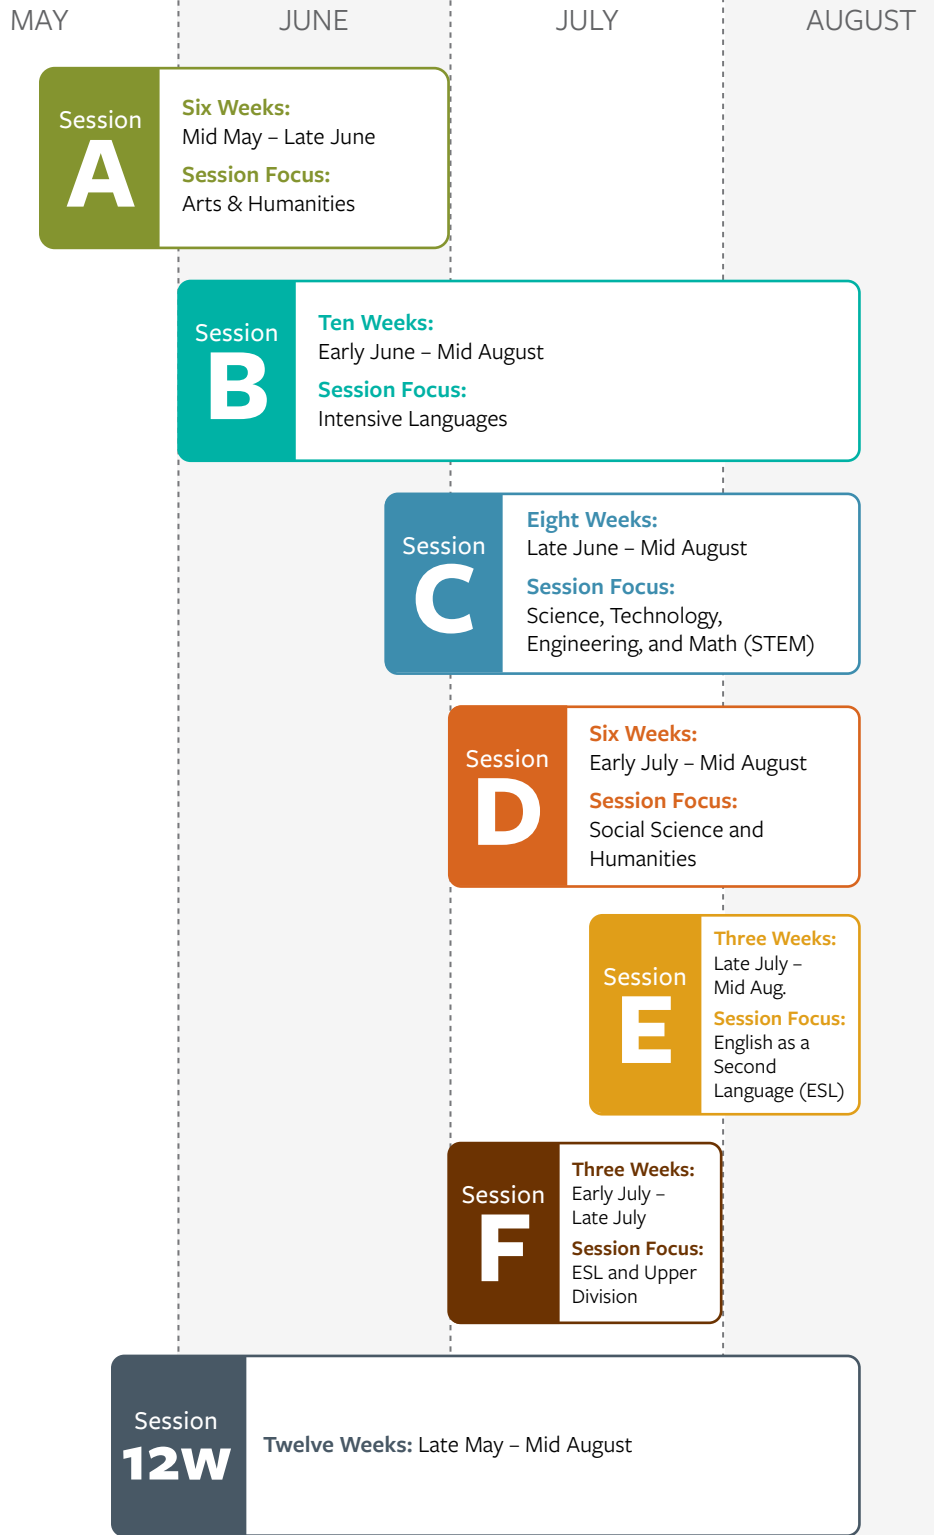 MAY JUNE JULY AUGUST
Session
A
Six Weeks:
Mid May – Late June
Session Focus:
Arts & Humanities
Session
B
Ten Weeks:
Early June – Mid August
Session Focus:
Intensive Languages
Session
C
Eight Weeks:
Late June – Mid August
Session Focus:
Science, Technology,
Engineering, and Math (STEM)
Session
D
Six Weeks:
Early July – Mid August
Session Focus:
Social Science and
Humanities
Session
E
Three Weeks:
Late July –
Mid Aug.
Session Focus:
English as a
Second
Language (ESL)
Session
F
Three Weeks:
Early July –
Late July
Session Focus:
ESL and Upper
Division
Session
12W
Twelve Weeks: Late May – Mid August